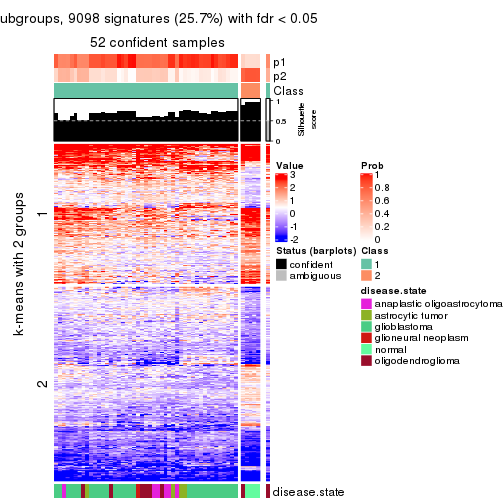 ubgroups, 9098 signatures (25.7%) with fdr < 0.05
52 confident samples
p1
p2
Class
1
0.5
0
Silhouette
score
k-means with 2 groups
1
2
Value
3
2
1
0
-1
-2
Prob
1
0.8
0.6
0.4
0.2
0
Status (barplots)
confident
ambiguous
Class
1
2
disease.state
anaplastic oligoastrocytoma
astrocytic tumor
glioblastoma
glioneural neoplasm
normal
oligodendroglioma
disease.state